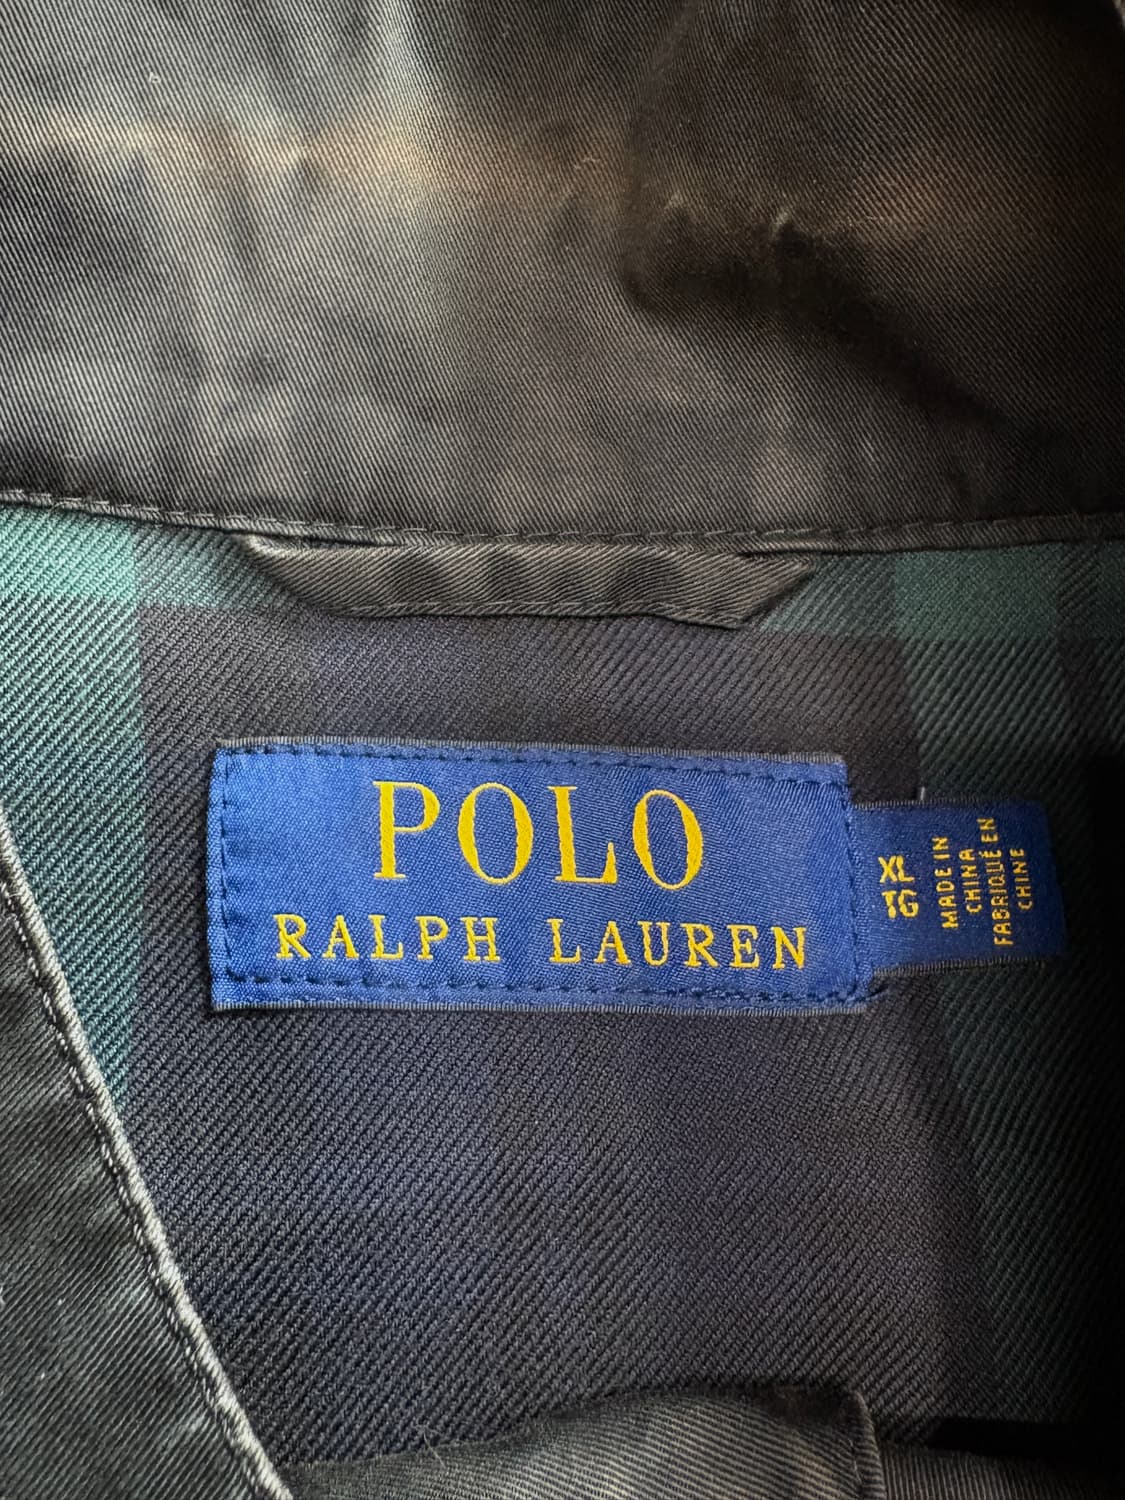 POLO
RALPH LAUREN
XL
TG
MADE IN
CHINA
FABRIQUÉ EN
CHINE